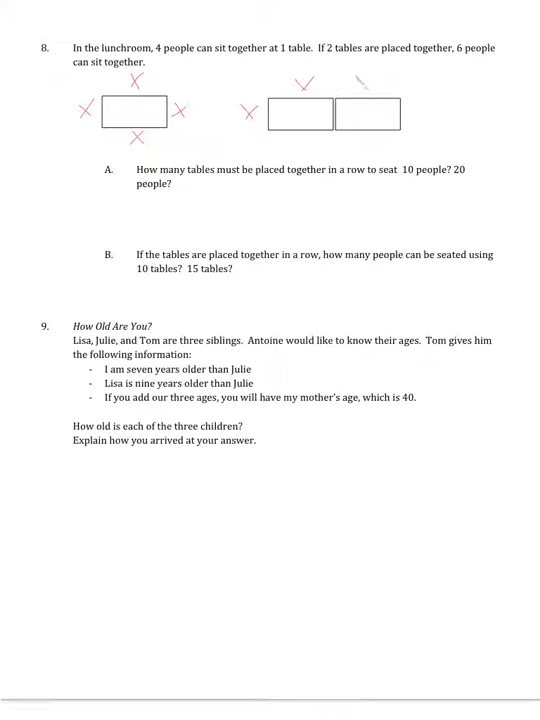 8. In the lunchroom, 4 people can sit together at 1 table. If 2 tables are placed together, 6 people
can sit together.
X
X X X
X
A. How many tables must be placed together in a row to seat 10 people? 20
people?
B. If the tables are placed together in a row, how many people can be seated using
10 tables? 15 tables?
9. How Old Are You?
Lisa, Julie, and Tom are three siblings. Antoine would like to know their ages. Tom gives him
the following information:
- I am seven years older than Julie
- Lisa is nine years older than Julie
- If you add our three ages, you will have my mother's age, which is 40.
How old is each of the three children?
Explain how you arrived at your answer.